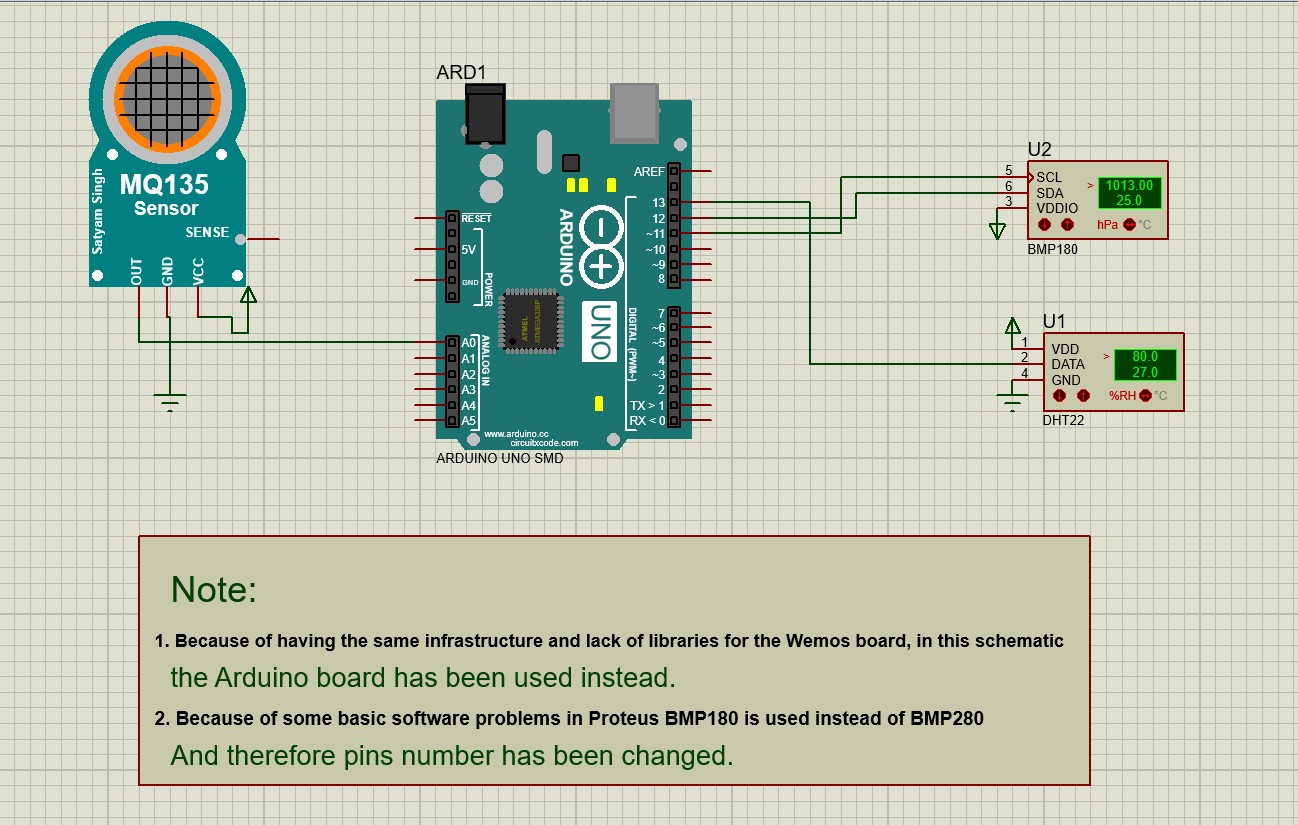 ARD1
MQ135
Sensor
Satyam Singh
SENSE
OUT
GND
VCC
RESET
5V
GND
POWER
A0
A1
A2
A3
A4
A5
ANALOG IN
ARDUINO
UNO
ATMEL
ATMEGA328P
AREF
13
12
~11
~10
~9
8
7
~6
~5
4
~3
2
TX > 1
RX < 0
DIGITAL (PWM~)
www.arduino.cc
circuitxcode.com
ARDUINO UNO SMD
U2
5 SCL
6 SDA
3 VDDIO
> 1013.00
25.0
hPa °C
BMP180
U1
1 VDD
2 DATA
4 GND
> 80.0
27.0
%RH °C
DHT22
Note:
1. Because of having the same infrastructure and lack of libraries for the Wemos board, in this schematic
the Arduino board has been used instead.
2. Because of some basic software problems in Proteus BMP180 is used instead of BMP280
And therefore pins number has been changed.